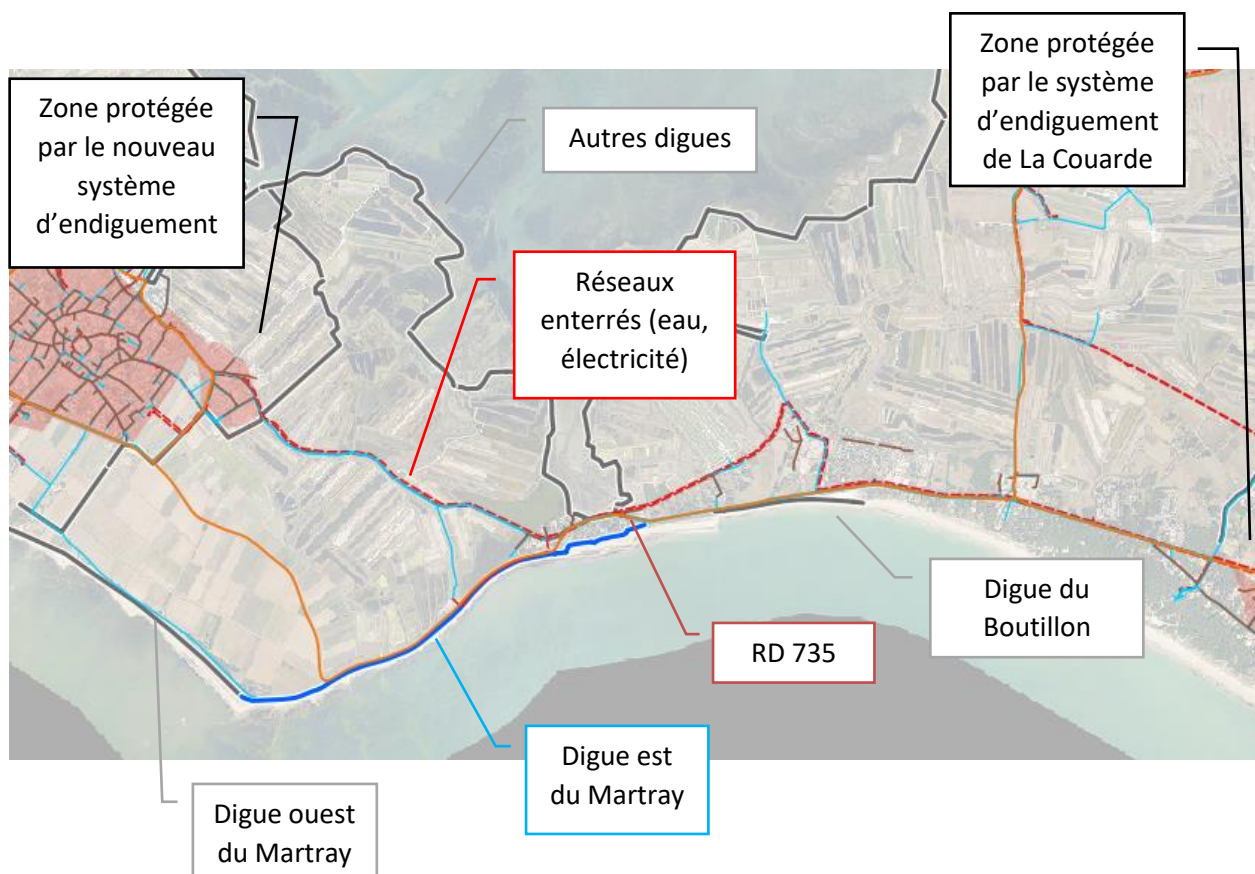 Zone protégée
par le système
d’endiguement
de La Couarde
Zone protégée
par le nouveau
système
d’endiguement
Autres digues
Réseaux
enterrés (eau,
électricité)
Digue du
Boutillon
RD 735
Digue est
du Martray
Digue ouest
du Martray